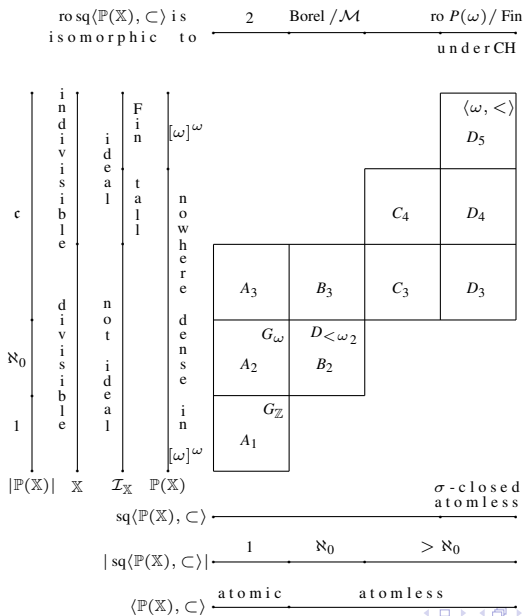 ro sq⟨ℙ(𝕏), ⊂⟩ is
isomorphic to
2
Borel /ℳ
ro P(ω)/ Fin
under CH
𝔠
ℵ₀
1
indivisible
divisible
ideal
not ideal
Fin
tall
[ω]^ω
nowhere dense in
[ω]^ω
⟨ω, <⟩
D₅
C₄
D₄
A₃
B₃
C₃
D₃
G_ω
A₂
D_{<ω₂}
B₂
G_ℤ
A₁
|ℙ(𝕏)|
𝕏
ℐ_𝕏
ℙ(𝕏)
sq⟨ℙ(𝕏), ⊂⟩
σ-closed
atomless
| sq⟨ℙ(𝕏), ⊂⟩|
1
ℵ₀
> ℵ₀
⟨ℙ(𝕏), ⊂⟩
atomic
atomless